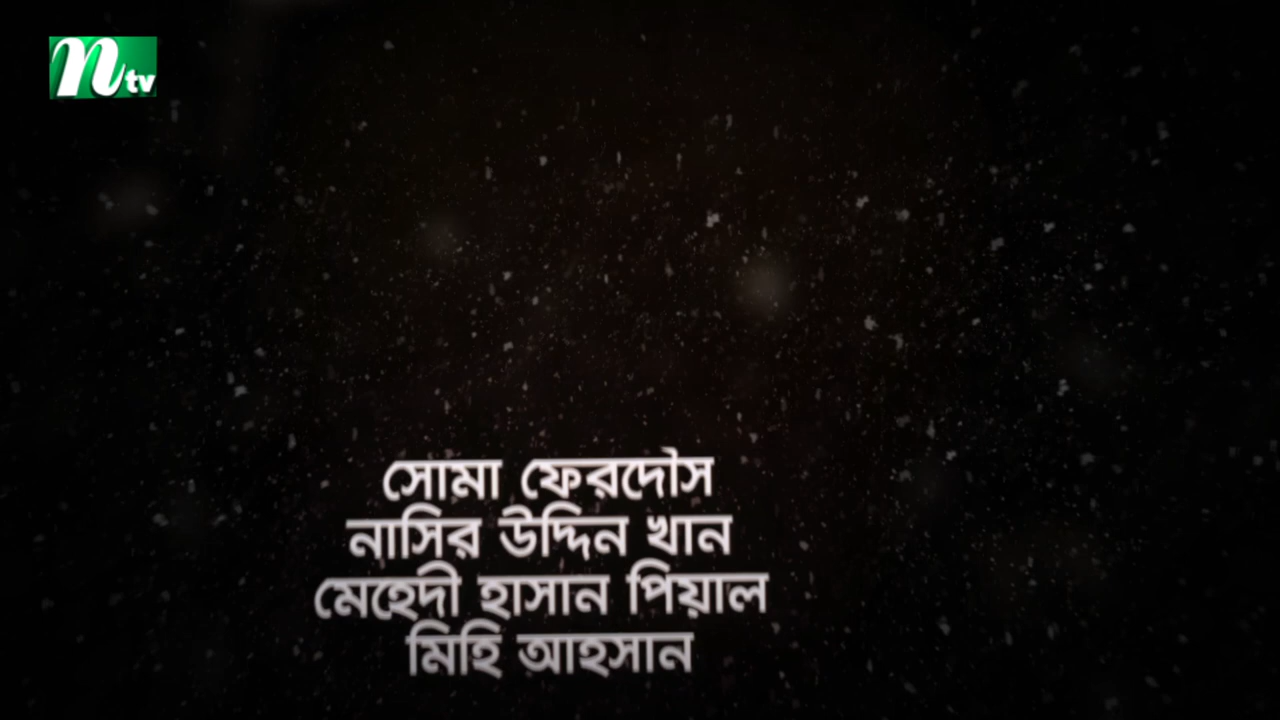 ntv
সোমা ফেরদৌস
নাসির উদ্দিন খান
মেহেদী হাসান পিয়াল
মিহি আহসান